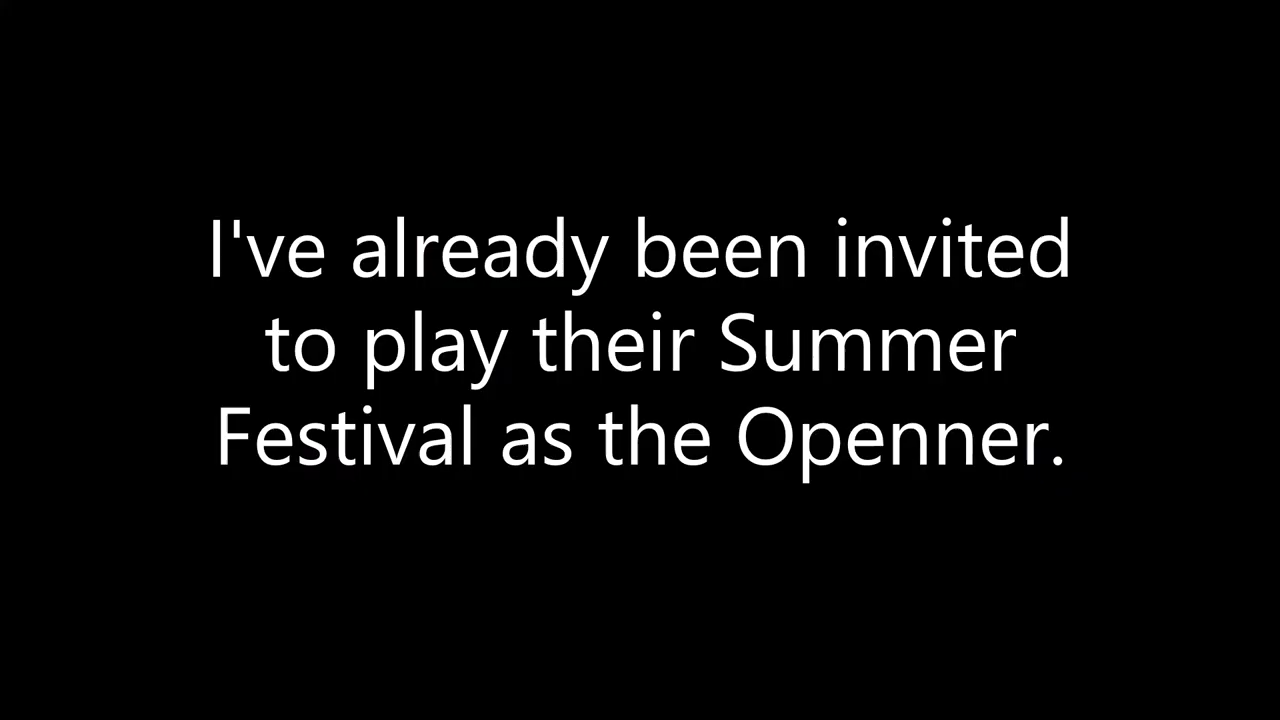 I've already been invited
to play their Summer
Festival as the Openner.